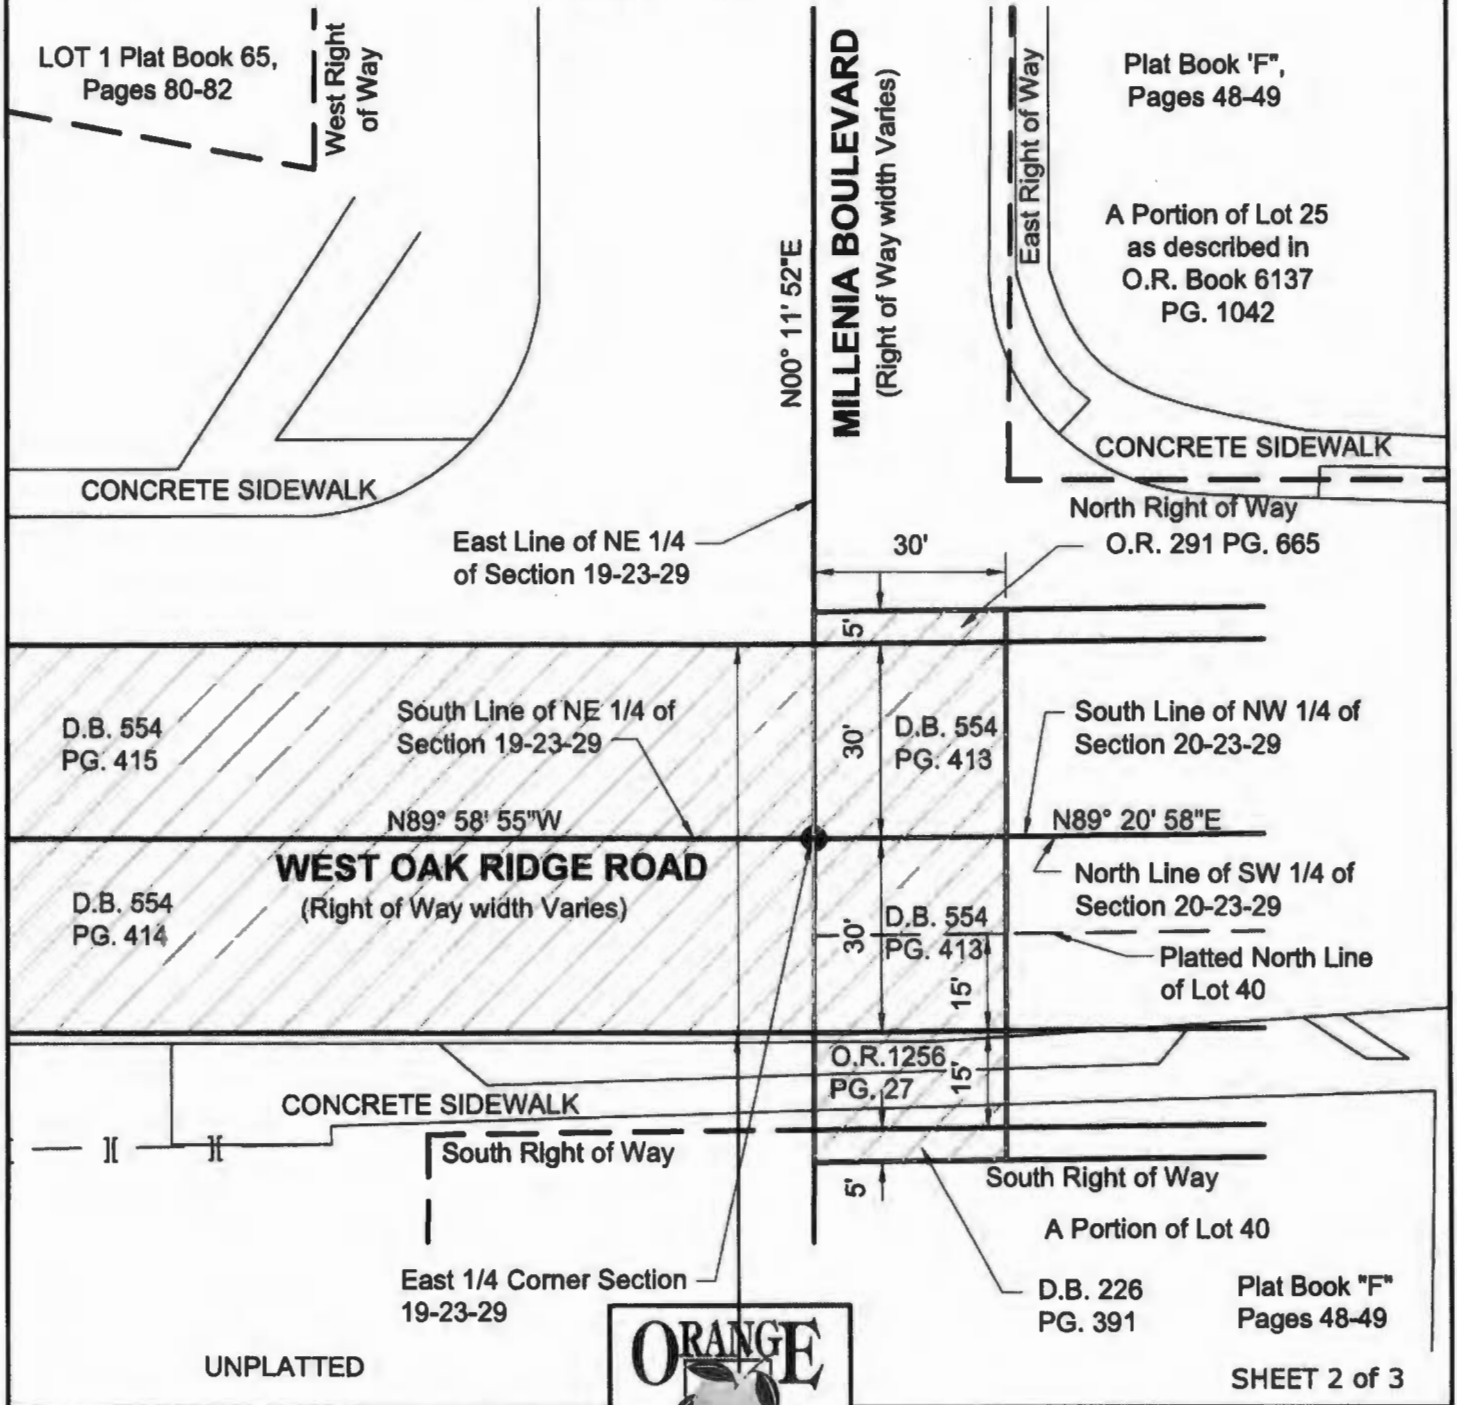 LOT 1 Plat Book 65,
Pages 80-82
West Right
of Way
MILLENIA BOULEVARD
(Right of Way width Varies)
N00° 11' 52"E
East Right of Way
Plat Book 'F",
Pages 48-49
A Portion of Lot 25
as described in
O.R. Book 6137
PG. 1042
CONCRETE SIDEWALK
CONCRETE SIDEWALK
North Right of Way
East Line of NE 1/4
of Section 19-23-29
30'
O.R. 291 PG. 665
5'
D.B. 554
PG. 415
South Line of NE 1/4 of
Section 19-23-29
30'
D.B. 554
PG. 413
South Line of NW 1/4 of
Section 20-23-29
N89° 58' 55"W
N89° 20' 58"E
WEST OAK RIDGE ROAD
(Right of Way width Varies)
D.B. 554
PG. 414
30'
D.B. 554
PG. 413
North Line of SW 1/4 of
Section 20-23-29
Platted North Line
of Lot 40
15'
O.R.1256
PG. 27
15'
CONCRETE SIDEWALK
South Right of Way
5'
South Right of Way
A Portion of Lot 40
East 1/4 Corner Section
19-23-29
D.B. 226
PG. 391
Plat Book "F"
Pages 48-49
ORANGE
UNPLATTED
SHEET 2 of 3